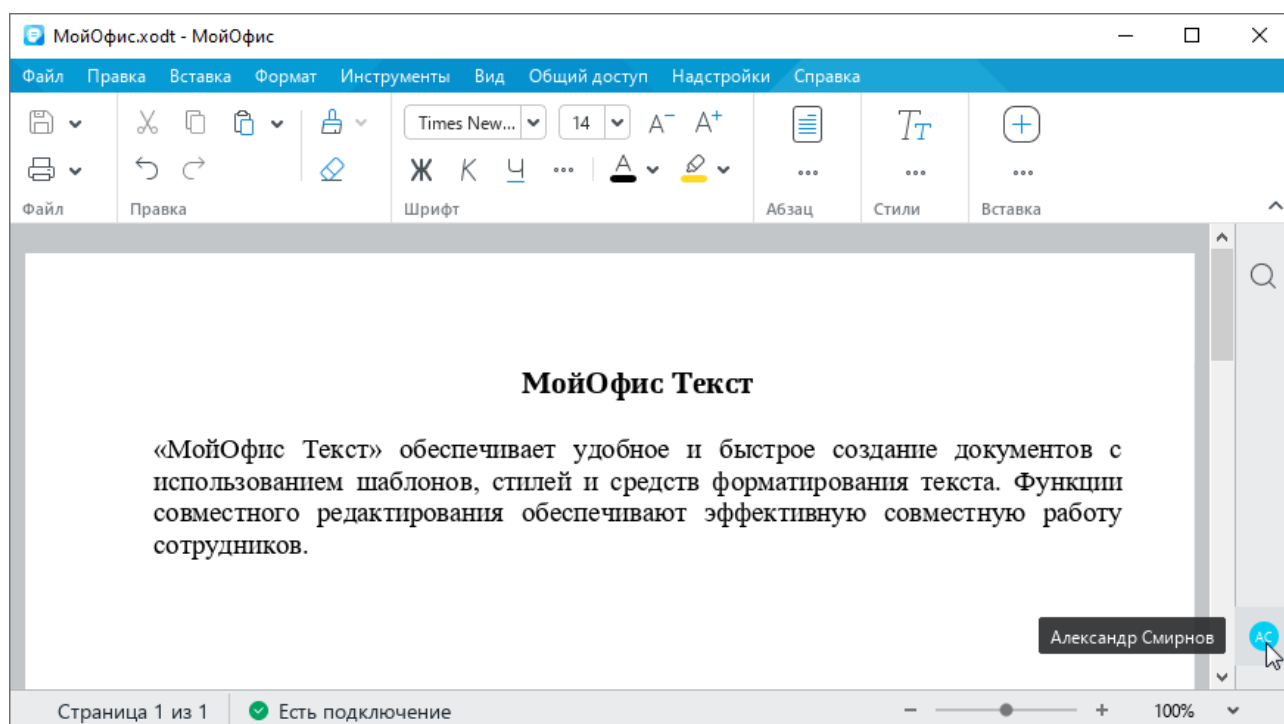 МойОфис.xodt - МойОфис
Файл Правка Вставка Формат Инструменты Вид Общий доступ Надстройки Справка
Times New... 14 A⁻ A⁺
Ж К Ч ... A
Файл Правка Шрифт Абзац Стили Вставка
МойОфис Текст
«МойОфис Текст» обеспечивает удобное и быстрое создание документов с
использованием шаблонов, стилей и средств форматирования текста. Функции
совместного редактирования обеспечивают эффективную совместную работу
сотрудников.
Александр Смирнов АС
Страница 1 из 1 Есть подключение 100%